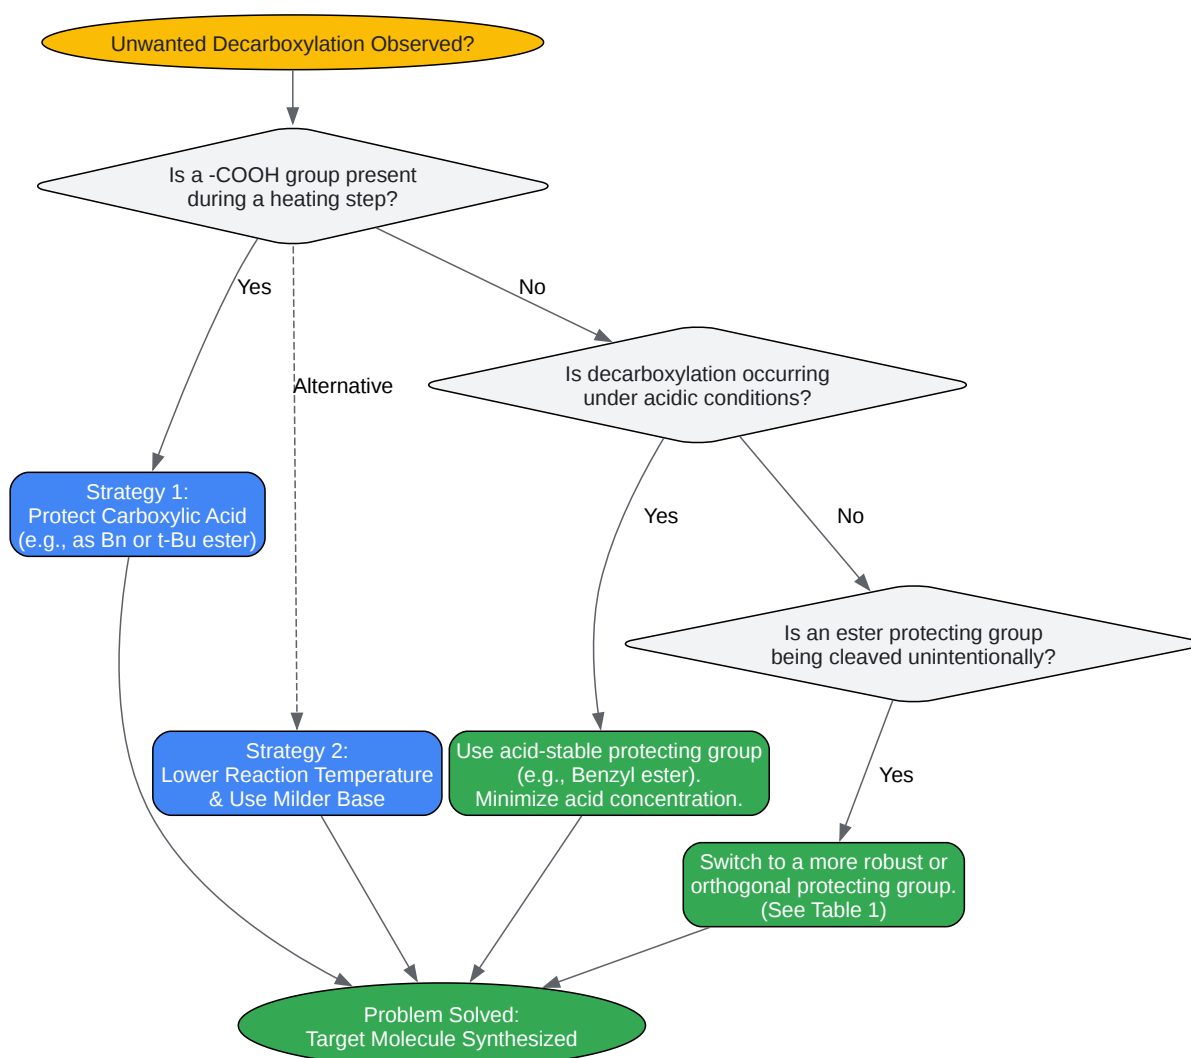 Unwanted Decarboxylation Observed?
Is a -COOH group present
during a heating step?
Yes
No
Alternative
Is decarboxylation occurring
under acidic conditions?
Strategy 1:
Protect Carboxylic Acid
(e.g., as Bn or t-Bu ester)
Yes
No
Is an ester protecting group
being cleaved unintentionally?
Strategy 2:
Lower Reaction Temperature
& Use Milder Base
Use acid-stable protecting group
(e.g., Benzyl ester).
Minimize acid concentration.
Yes
Switch to a more robust or
orthogonal protecting group.
(See Table 1)
Problem Solved:
Target Molecule Synthesized